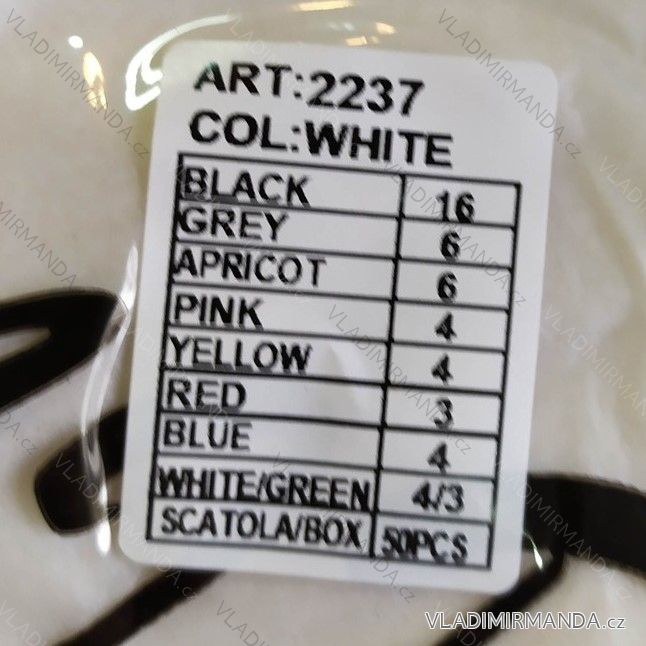 ART:2237
COL:WHITE
BLACK 16
GREY 6
APRICOT 6
PINK 4
YELLOW 4
RED 3
BLUE 4
WHITE/GREEN 4/3
SCATOLA/BOX 50PCS
VLADIMIRMANDA.cz